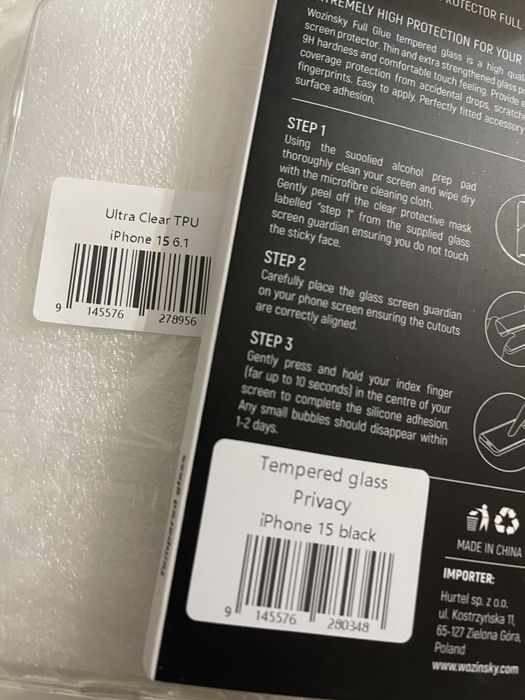 Ultra Clear TPU
iPhone 15 6.1
9 145576 278956
ROTECTOR FULL
REMELY HIGH PROTECTION FOR YOUR
Wozinsky Full Glue tempered glass is a high
screen protector. Thin and extra strengthened glass
9H hardness and comfortable touch feeling. Provide
coverage protection from accidental drops,
fingerprints. Easy to apply. Perfectly fitted accessory
surface adhesion.
STEP 1
Using the supplied alcohol prep pad
thoroughly clean your screen and wipe dry
with the microfibre cleaning cloth.
Gently peel off the clear protective mask
labelled "step 1" from the supplied glass
screen guardian ensuring you do not touch
the sticky face.
STEP 2
Carefully place the glass screen guardian
on your phone screen ensuring the cutouts
are correctly aligned.
STEP 3
Gently press and hold your index finger
(far up to 10 seconds) in the centre of your
screen to complete the silicone adhesion.
Any small bubbles should disappear within
1-2 days.
Tempered glass
Tempered glass
Privacy
iPhone 15 black
9 145576 280348
MADE IN CHINA
IMPORTER:
Hurtel sp. z o.o.
ul. Kostrzyńska 11,
65-127 Zielona Góra,
Poland
www.wozinsky.com